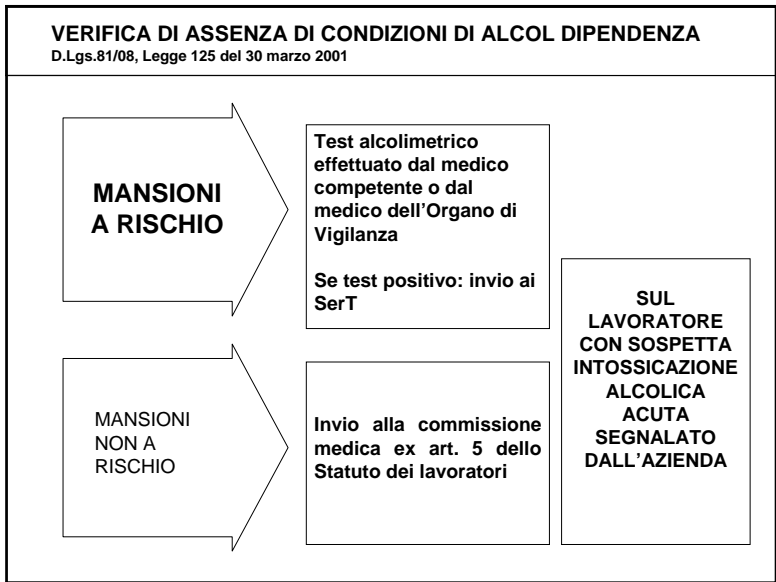 VERIFICA DI ASSENZA DI CONDIZIONI DI ALCOL DIPENDENZA
D.Lgs.81/08, Legge 125 del 30 marzo 2001
MANSIONI
A RISCHIO
Test alcolimetrico
effettuato dal medico
competente o dal
medico dell'Organo di
Vigilanza
Se test positivo: invio ai
SerT
MANSIONI
NON A
RISCHIO
Invio alla commissione
medica ex art. 5 dello
Statuto dei lavoratori
SUL
LAVORATORE
CON SOSPETTA
INTOSSICAZIONE
ALCOLICA
ACUTA
SEGNALATO
DALL'AZIENDA